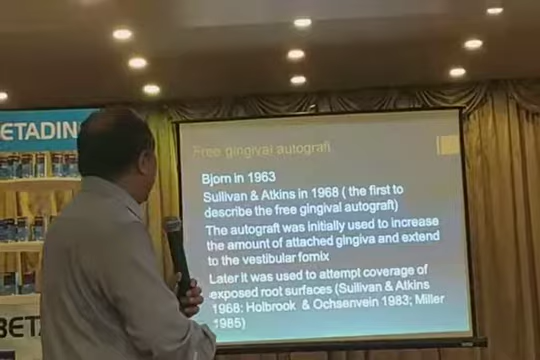 ETADIN
Free gingival autograft
Bjorn in 1963
Sullivan & Atkins in 1968 ( the first to
describe the free gingival autograft)
The autograft was initially used to increase
the amount of attached gingiva and extend
to the vestibular fornix
Later it was used to attempt coverage of
exposed root surfaces (Sullivan & Atkins
1968: Holbrook & Ochsenvein 1983; Miller
1985)
BETA